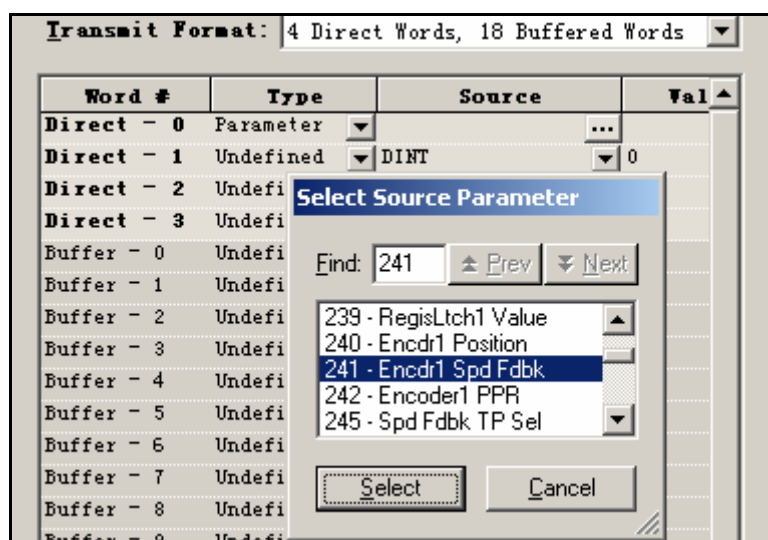 Transmit Format: 4 Direct Words, 18 Buffered Words
Word # Type Source Val
Direct - 0 Parameter ...
Direct - 1 Undefined DINT 0
Direct - 2 Undefi
Direct - 3 Undefi
Buffer - 0 Undefi
Buffer - 1 Undefi
Buffer - 2 Undefi
Buffer - 3 Undefi
Buffer - 4 Undefi
Buffer - 5 Undefi
Buffer - 6 Undefi
Buffer - 7 Undefi
Buffer - 8 Undefi
Buffer - 9 Undefi
Select Source Parameter
Find: 241 Prev Next
239 - RegisLtch1 Value
240 - Encdr1 Position
241 - Encdr1 Spd Fdbk
242 - Encoder1 PPR
245 - Spd Fdbk TP Sel
Select Cancel